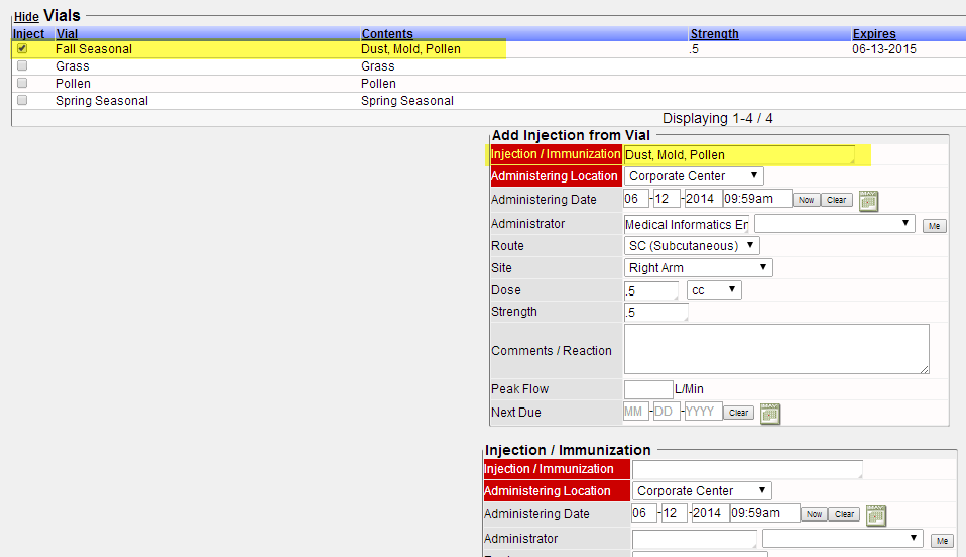 Hide Vials
Inject Vial Contents Strength Expires
Fall Seasonal Dust, Mold, Pollen .5 06-13-2015
Grass Grass
Pollen Pollen
Spring Seasonal Spring Seasonal
Displaying 1-4 / 4
Add Injection from Vial
Injection / Immunization Dust, Mold, Pollen
Administering Location Corporate Center
Administering Date 06 -12 -2014 09:59am Now Clear
Administrator Medical Informatics En Me
Route SC (Subcutaneous)
Site Right Arm
Dose .5 cc
Strength .5
Comments / Reaction
Peak Flow L/Min
Next Due MM -DD -YYYY Clear
Injection / Immunization
Injection / Immunization
Administering Location Corporate Center
Administering Date 06 -12 -2014 09:59am Now Clear
Administrator Me